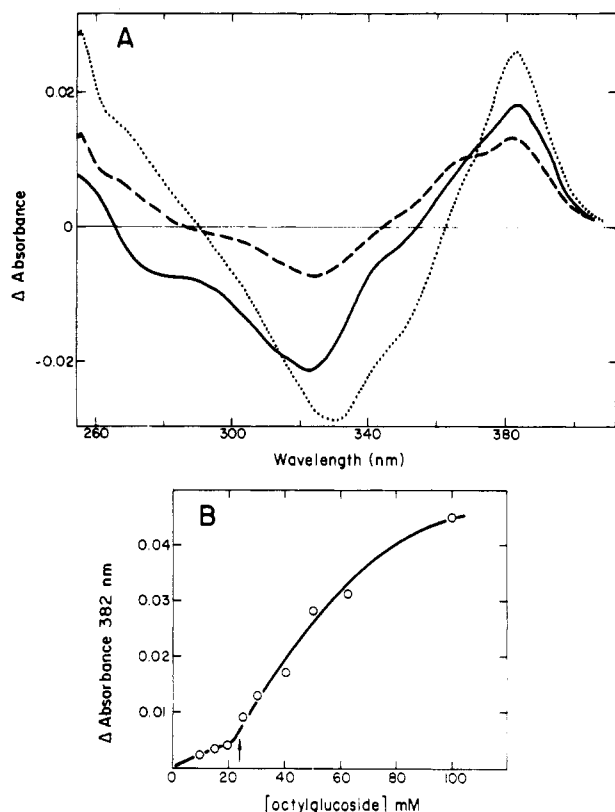 A
0.02
0
-0.02
Δ Absorbance
260 300 340 380
Wavelength (nm)
B
0.04
0.03
0.02
0.01
Δ Absorbance 382 nm
0 20 40 60 80 100
[octylglucoside] mM